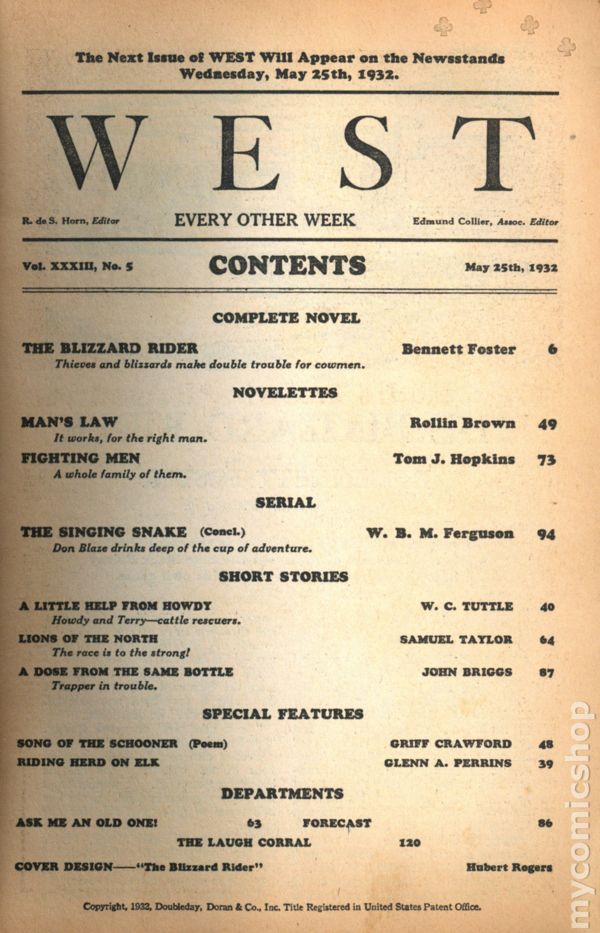 The Next Issue of WEST Will Appear on the Newsstands
Wednesday, May 25th, 1932.
WEST
R. de S. Horn, Editor EVERY OTHER WEEK Edmund Collier, Assoc. Editor
Vol. XXXIII, No. 5 CONTENTS May 25th, 1932
COMPLETE NOVEL
THE BLIZZARD RIDER Bennett Foster 6
Thieves and blizzards make double trouble for cowmen.
NOVELETTES
MAN'S LAW Rollin Brown 49
It works, for the right man.
FIGHTING MEN Tom J. Hopkins 73
A whole family of them.
SERIAL
THE SINGING SNAKE (Concl.) W. B. M. Ferguson 94
Don Blaze drinks deep of the cup of adventure.
SHORT STORIES
A LITTLE HELP FROM HOWDY W. C. TUTTLE 40
Howdy and Terry—cattle rescuers.
LIONS OF THE NORTH SAMUEL TAYLOR 64
The race is to the strong!
A DOSE FROM THE SAME BOTTLE JOHN BRIGGS 87
Trapper in trouble.
SPECIAL FEATURES
SONG OF THE SCHOONER (Poem) GRIFF CRAWFORD 48
RIDING HERD ON ELK GLENN A. PERRINS 39
DEPARTMENTS
ASK ME AN OLD ONE! 63 FORECAST 86
THE LAUGH CORRAL 120
COVER DESIGN—"The Blizzard Rider" Hubert Rogers
Copyright, 1932, Doubleday, Doran & Co., Inc. Title Registered in United States Patent Office.
mycomicshop